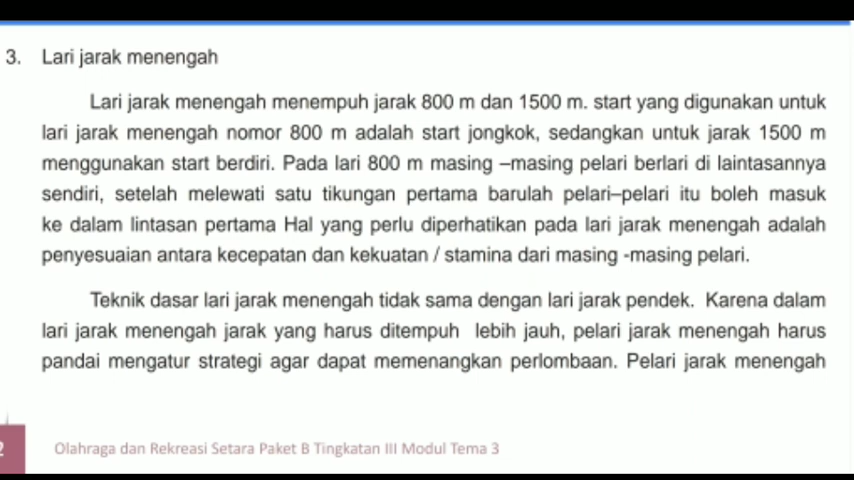 3. Lari jarak menengah
Lari jarak menengah menempuh jarak 800 m dan 1500 m. start yang digunakan untuk
lari jarak menengah nomor 800 m adalah start jongkok, sedangkan untuk jarak 1500 m
menggunakan start berdiri. Pada lari 800 m masing –masing pelari berlari di laintasannya
sendiri, setelah melewati satu tikungan pertama barulah pelari–pelari itu boleh masuk
ke dalam lintasan pertama Hal yang perlu diperhatikan pada lari jarak menengah adalah
penyesuaian antara kecepatan dan kekuatan / stamina dari masing -masing pelari.
Teknik dasar lari jarak menengah tidak sama dengan lari jarak pendek. Karena dalam
lari jarak menengah jarak yang harus ditempuh lebih jauh, pelari jarak menengah harus
pandai mengatur strategi agar dapat memenangkan perlombaan. Pelari jarak menengah
2 Olahraga dan Rekreasi Setara Paket B Tingkatan III Modul Tema 3